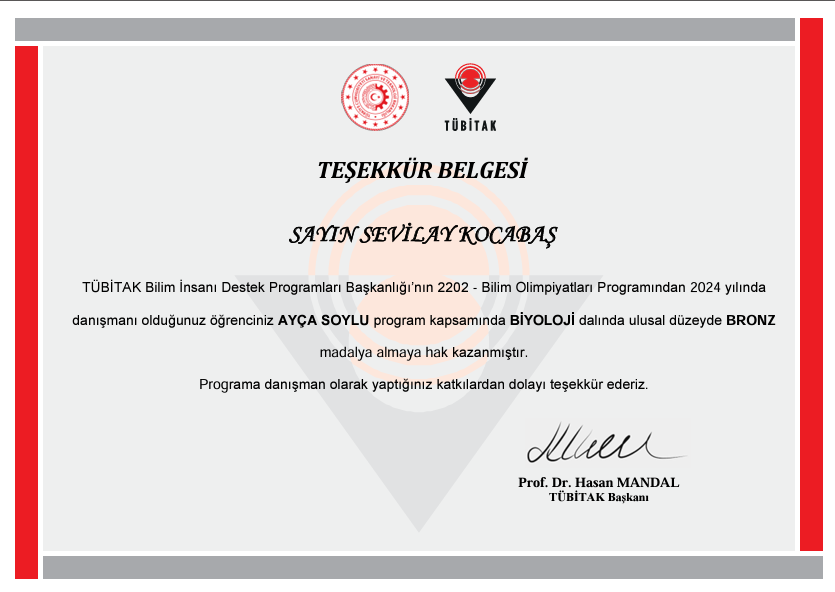 TÜBİTAK
TEŞEKKÜR BELGESİ
SAYIN SEVİLAY KOCABAŞ
TÜBİTAK Bilim İnsanı Destek Programları Başkanlığı’nın 2202 - Bilim Olimpiyatları Programından 2024 yılında
danışmanı olduğunuz öğrenciniz AYÇA SOYLU program kapsamında BİYOLOJİ dalında ulusal düzeyde BRONZ
madalya almaya hak kazanmıştır.
Programa danışman olarak yaptığınız katkılardan dolayı teşekkür ederiz.
Prof. Dr. Hasan MANDAL
TÜBİTAK Başkanı